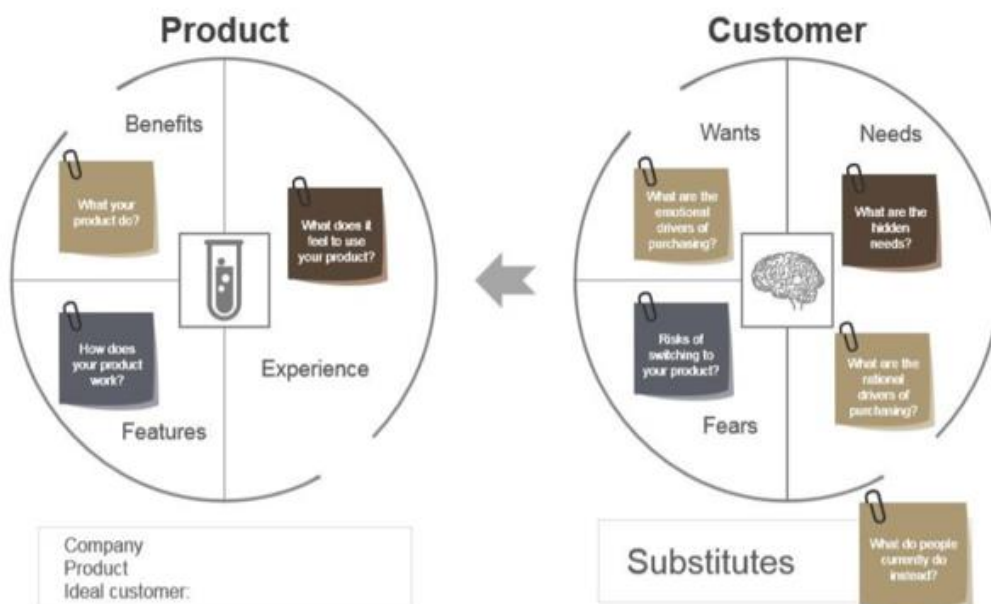 Product
Benefits
What your
product do?
What does it
feel to use
your product?
How does
your product
work?
Experience
Features
Company
Product
Ideal customer:
Customer
Wants
Needs
What are the
emotional
drivers of
purchasing?
What are the
hidden
needs?
Risks of
switching to
your product?
What are the
rational
drivers of
purchasing?
Fears
Substitutes
What do people
currently do
instead?